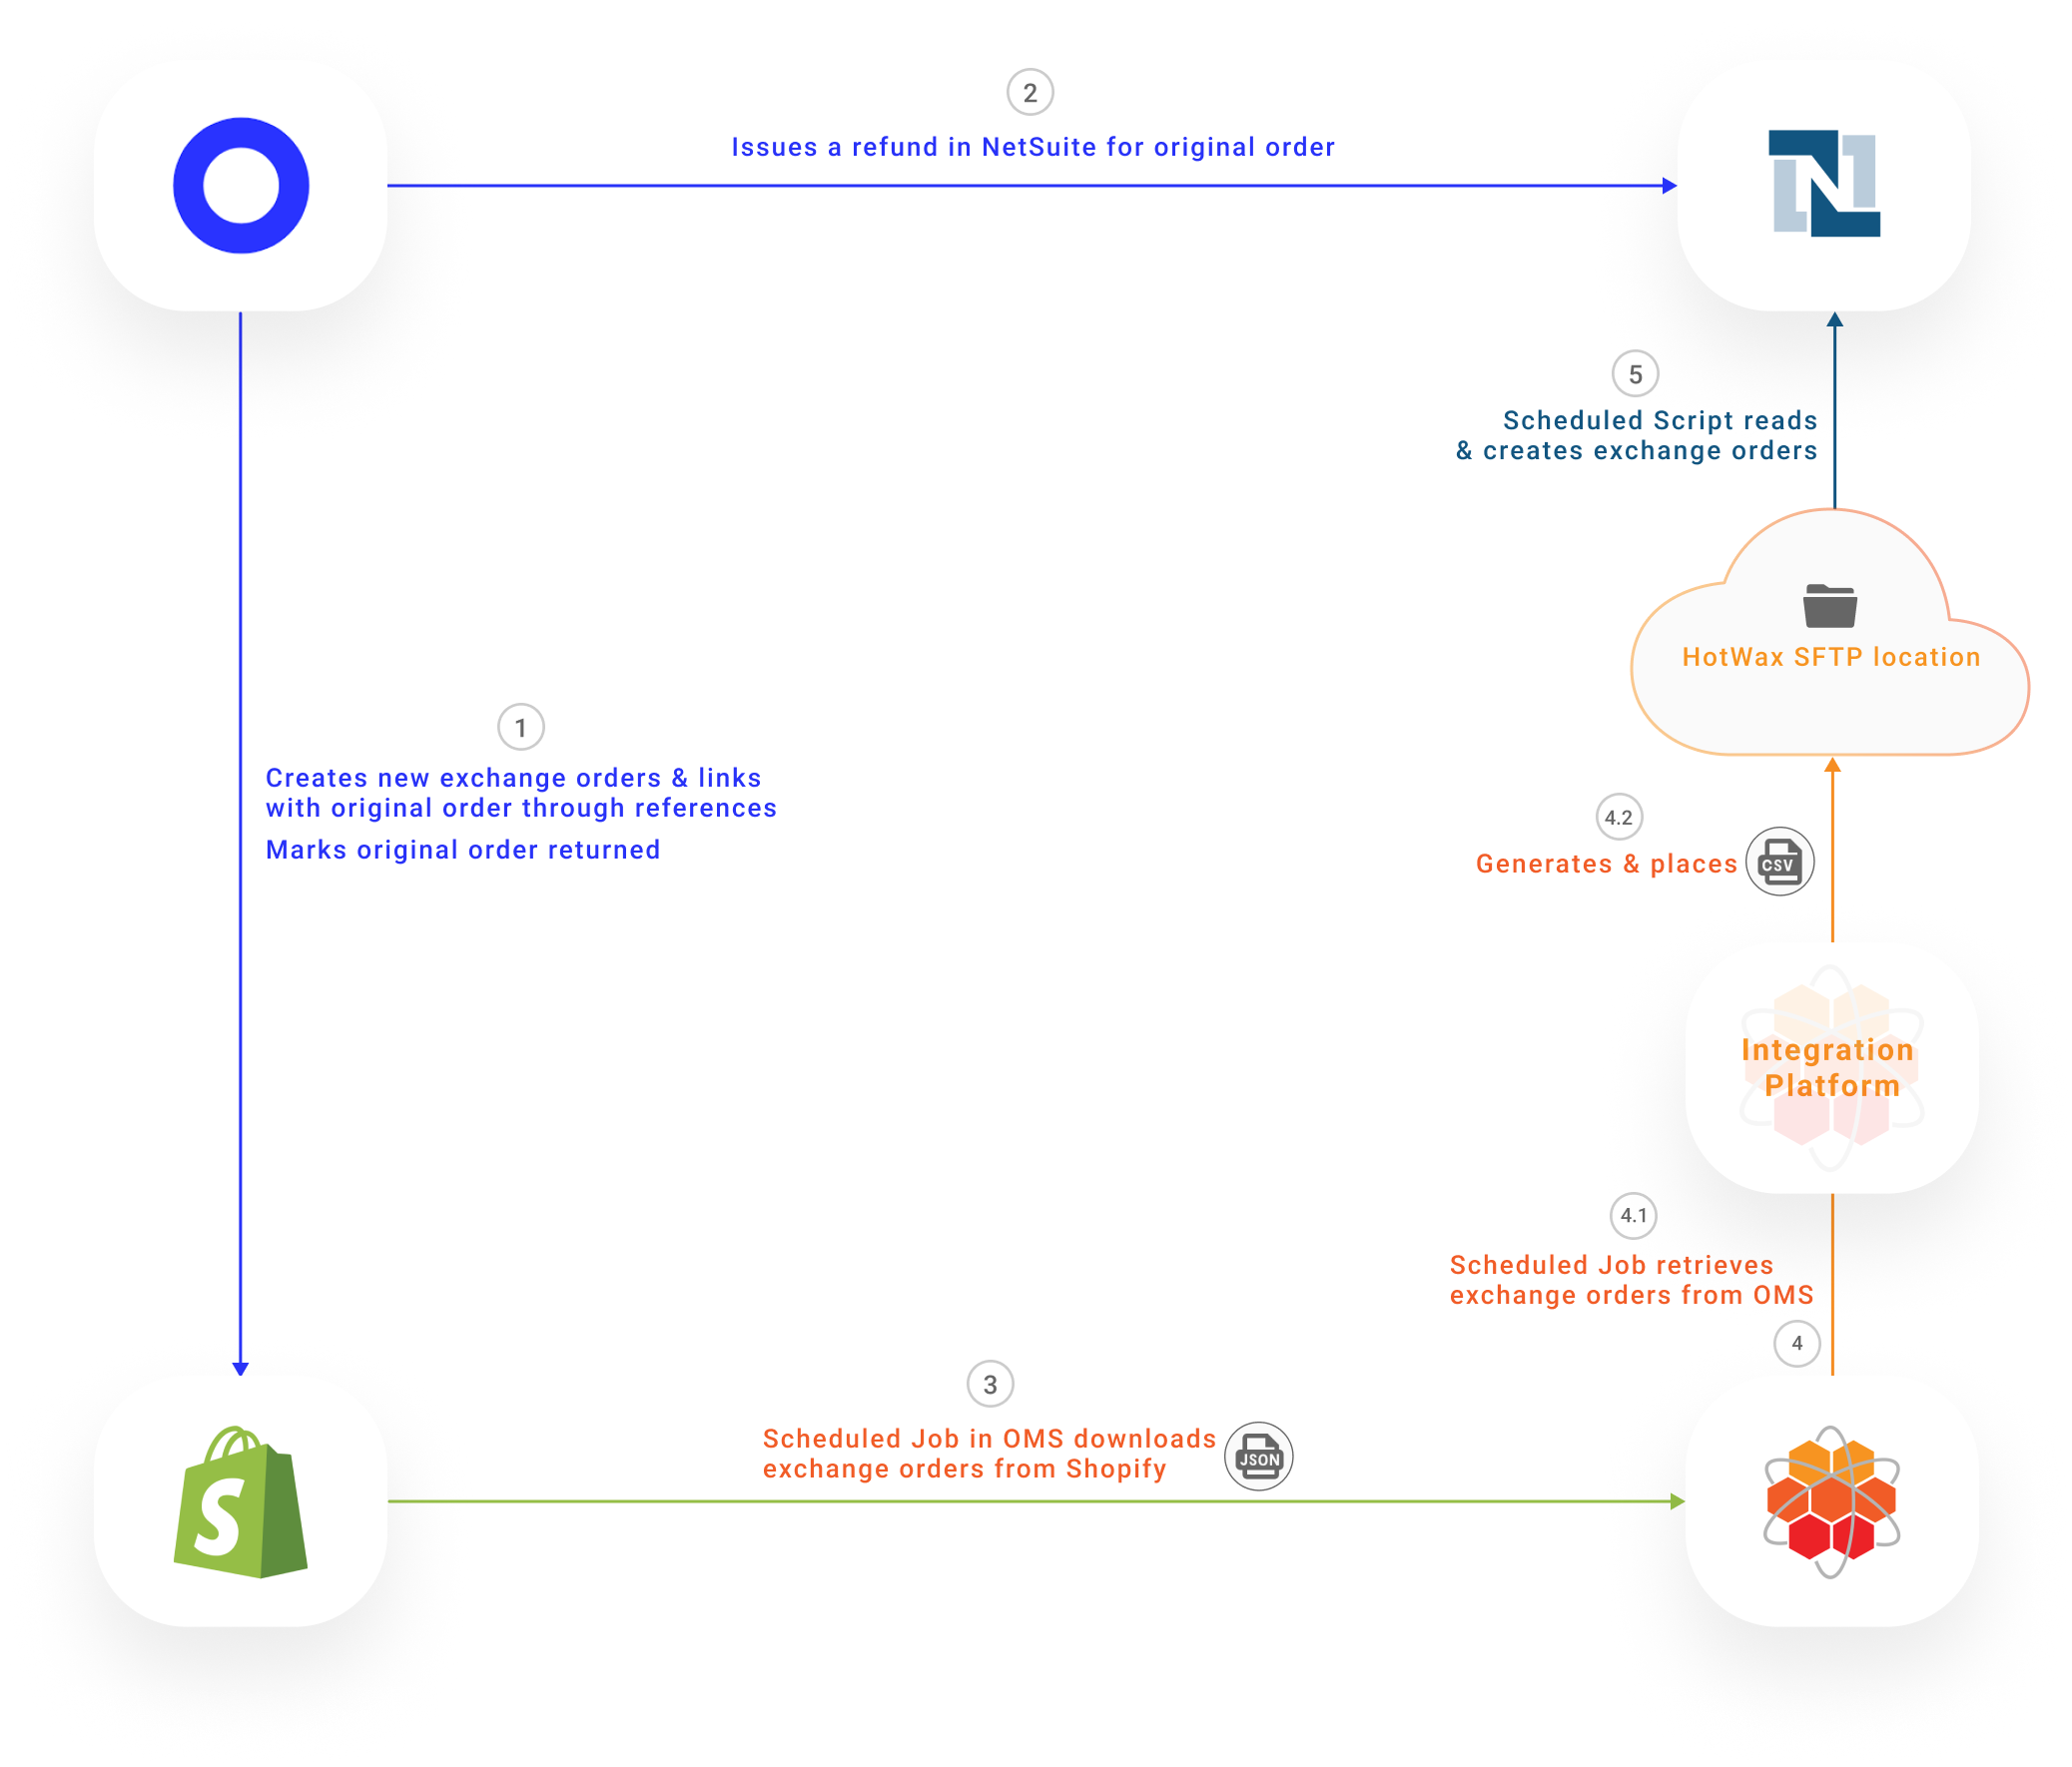 2
Issues a refund in NetSuite for original order
5
Scheduled Script reads
& creates exchange orders
HotWax SFTP location
1
Creates new exchange orders & links
with original order through references
Marks original order returned
4.2
Generates & places
CSV
Integration
Platform
4.1
Scheduled Job retrieves
exchange orders from OMS
4
3
Scheduled Job in OMS downloads
exchange orders from Shopify
JSON
S
N